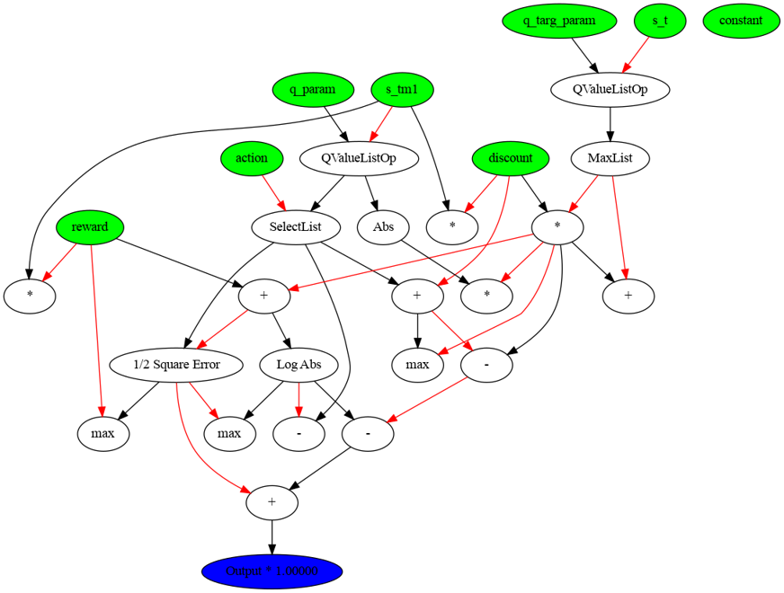 q_targ_param s_t constant
q_param s_tm1 QValueListOp
action QValueListOp discount MaxList
reward SelectList Abs * *
* + + * +
1/2 Square Error Log Abs max -
max max - -
+
Output * 1.00000